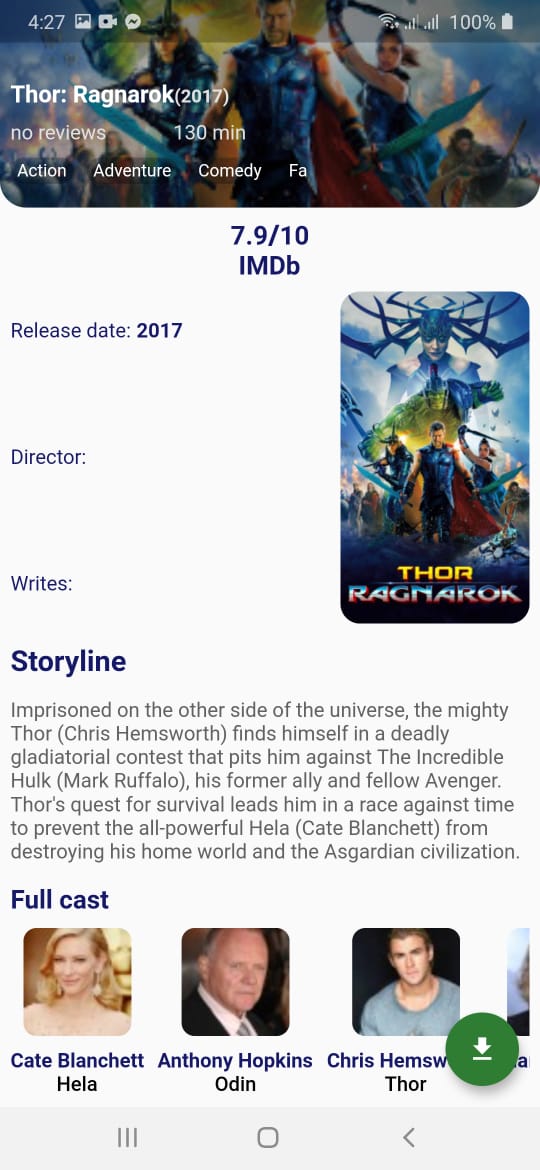 4:27 100%
Thor: Ragnarok(2017)
no reviews 130 min
Action Adventure Comedy Fa
7.9/10
IMDb
Release date: 2017
Director:
Writes:
THOR
RAGNAROK
Storyline
Imprisoned on the other side of the universe, the mighty
Thor (Chris Hemsworth) finds himself in a deadly
gladiatorial contest that pits him against The Incredible
Hulk (Mark Ruffalo), his former ally and fellow Avenger.
Thor's quest for survival leads him in a race against time
to prevent the all-powerful Hela (Cate Blanchett) from
destroying his home world and the Asgardian civilization.
Full cast
Cate Blanchett Anthony Hopkins Chris Hemsw
Hela Odin Thor